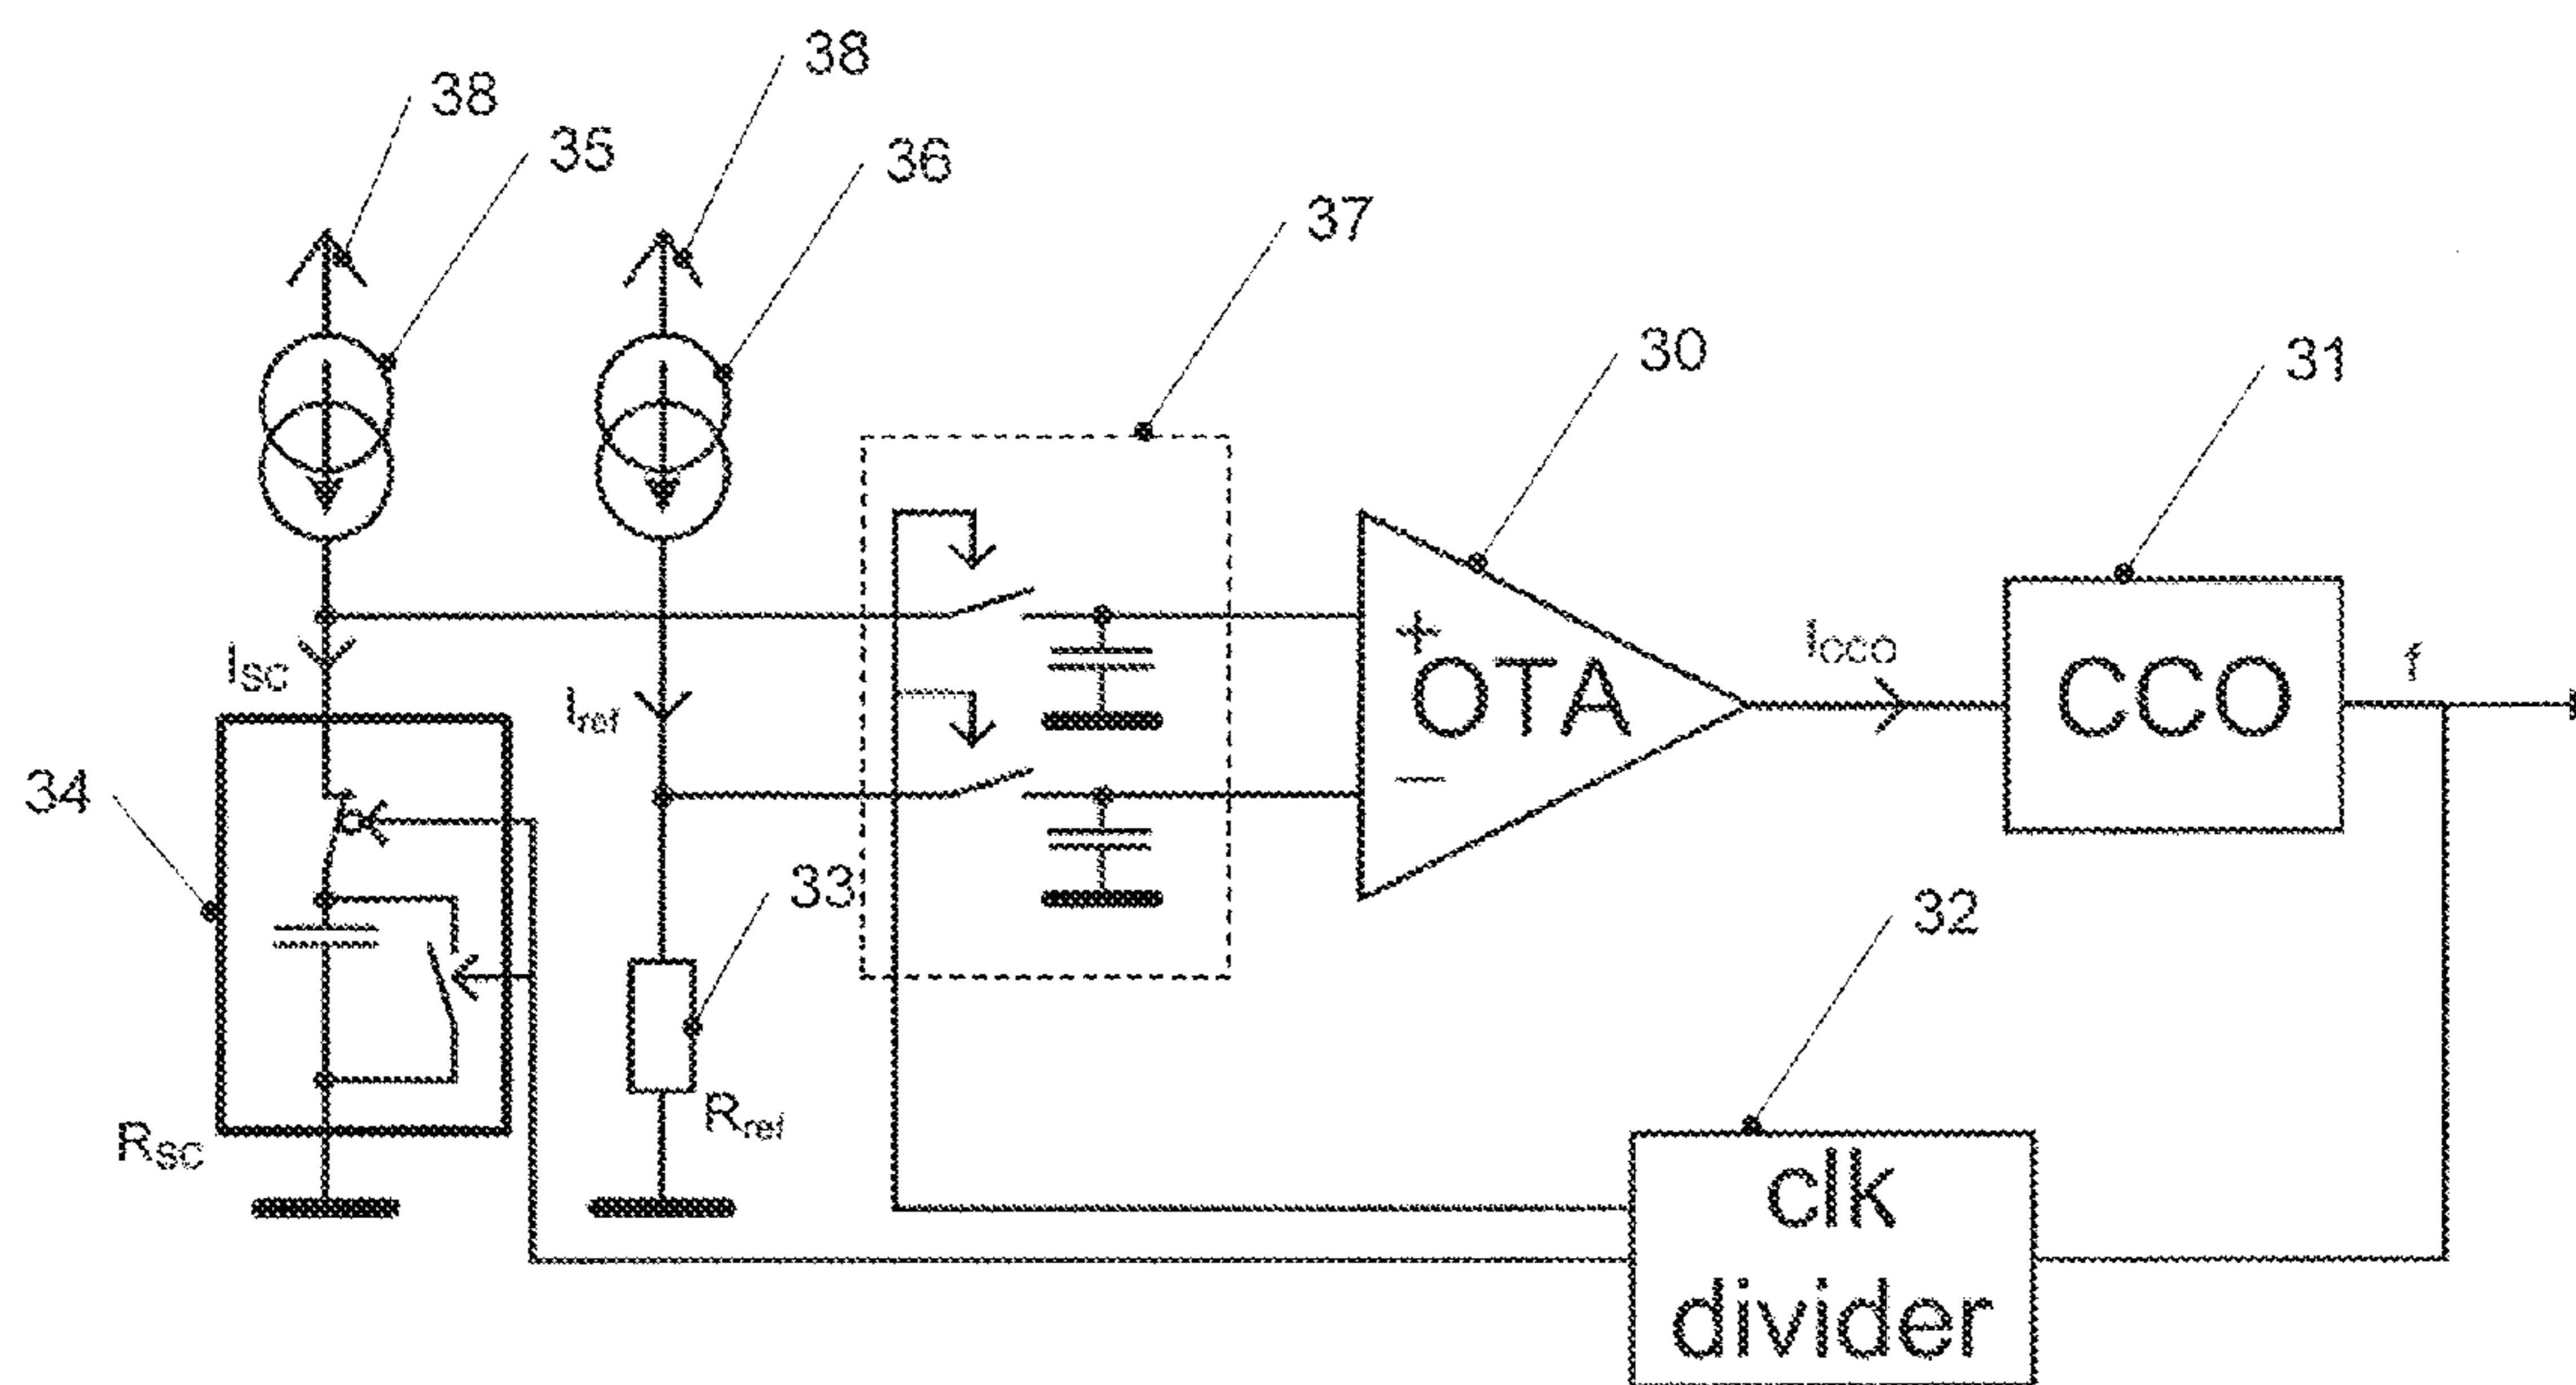 38
38
35
36
37
30
31
+
OTA
−
Icco
CCO
f
Isc
Iref
34
33
32
Rsc
Rref
clk
divider